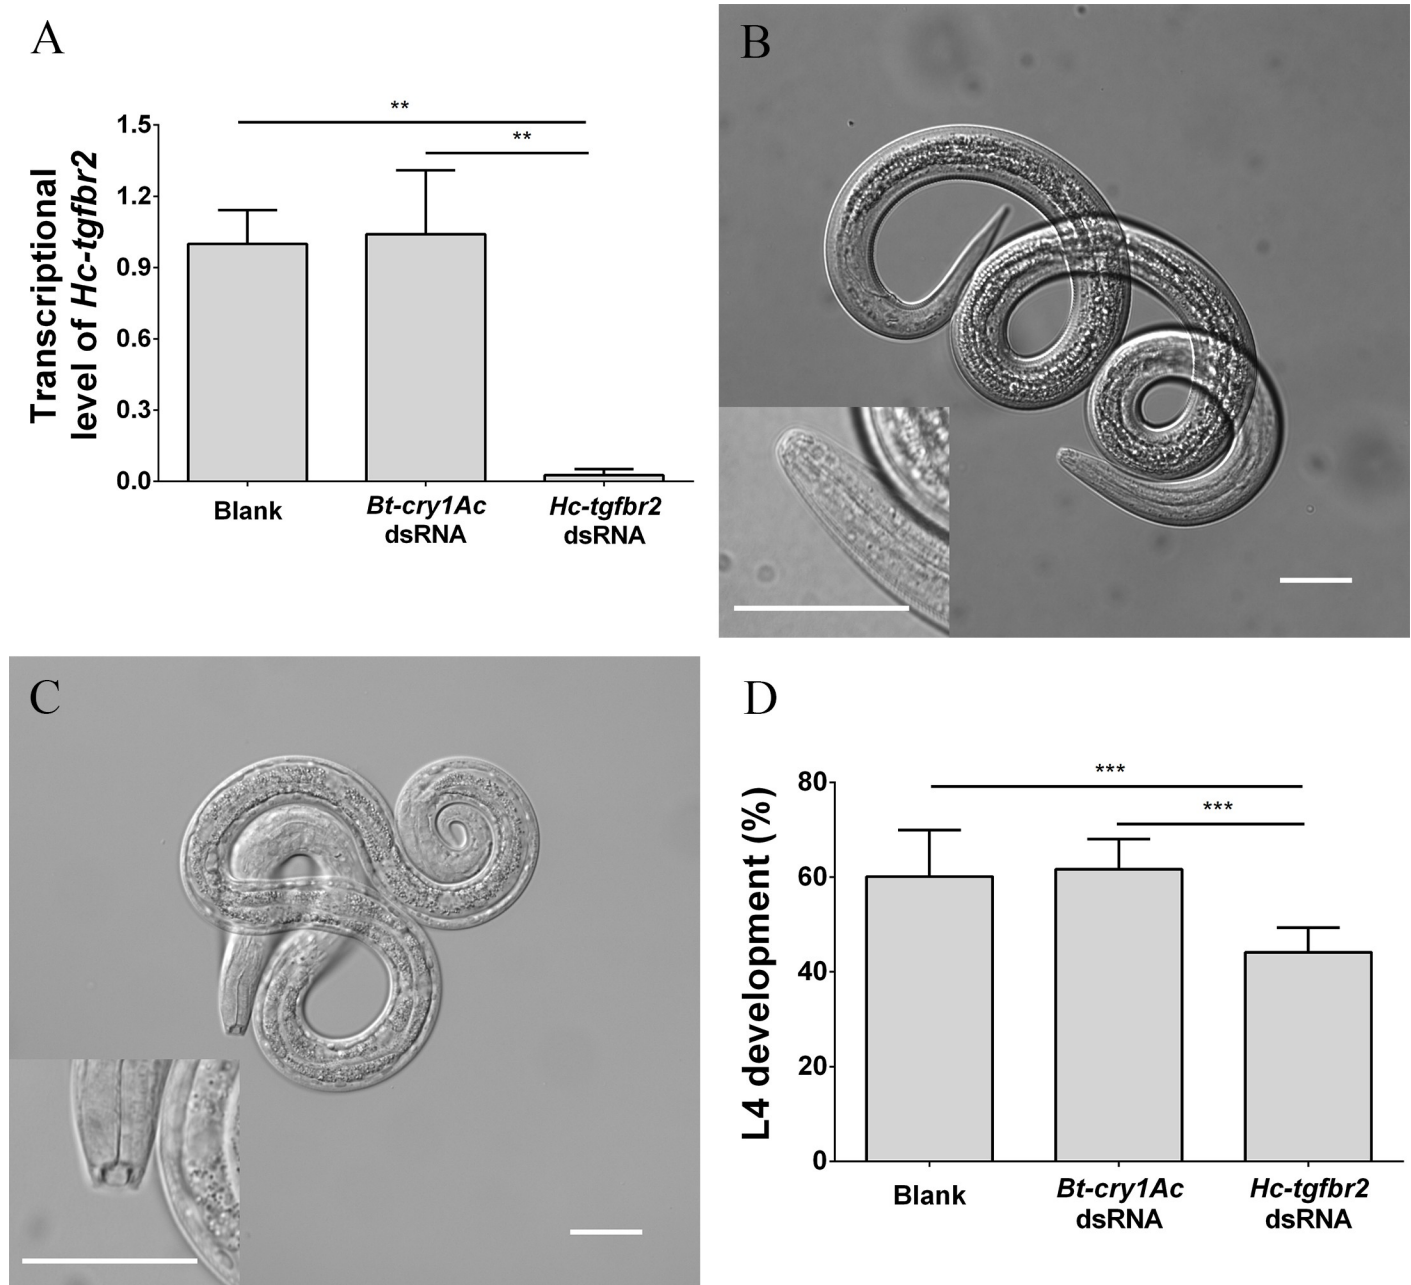 A
**
**
1.5
1.2
0.9
0.6
0.3
0.0
Transcriptional
level of Hc-tgfbr2
Blank
Bt-cry1Ac
dsRNA
Hc-tgfbr2
dsRNA
B
C
D
***
***
80
60
40
20
0
L4 development (%)
Blank
Bt-cry1Ac
dsRNA
Hc-tgfbr2
dsRNA